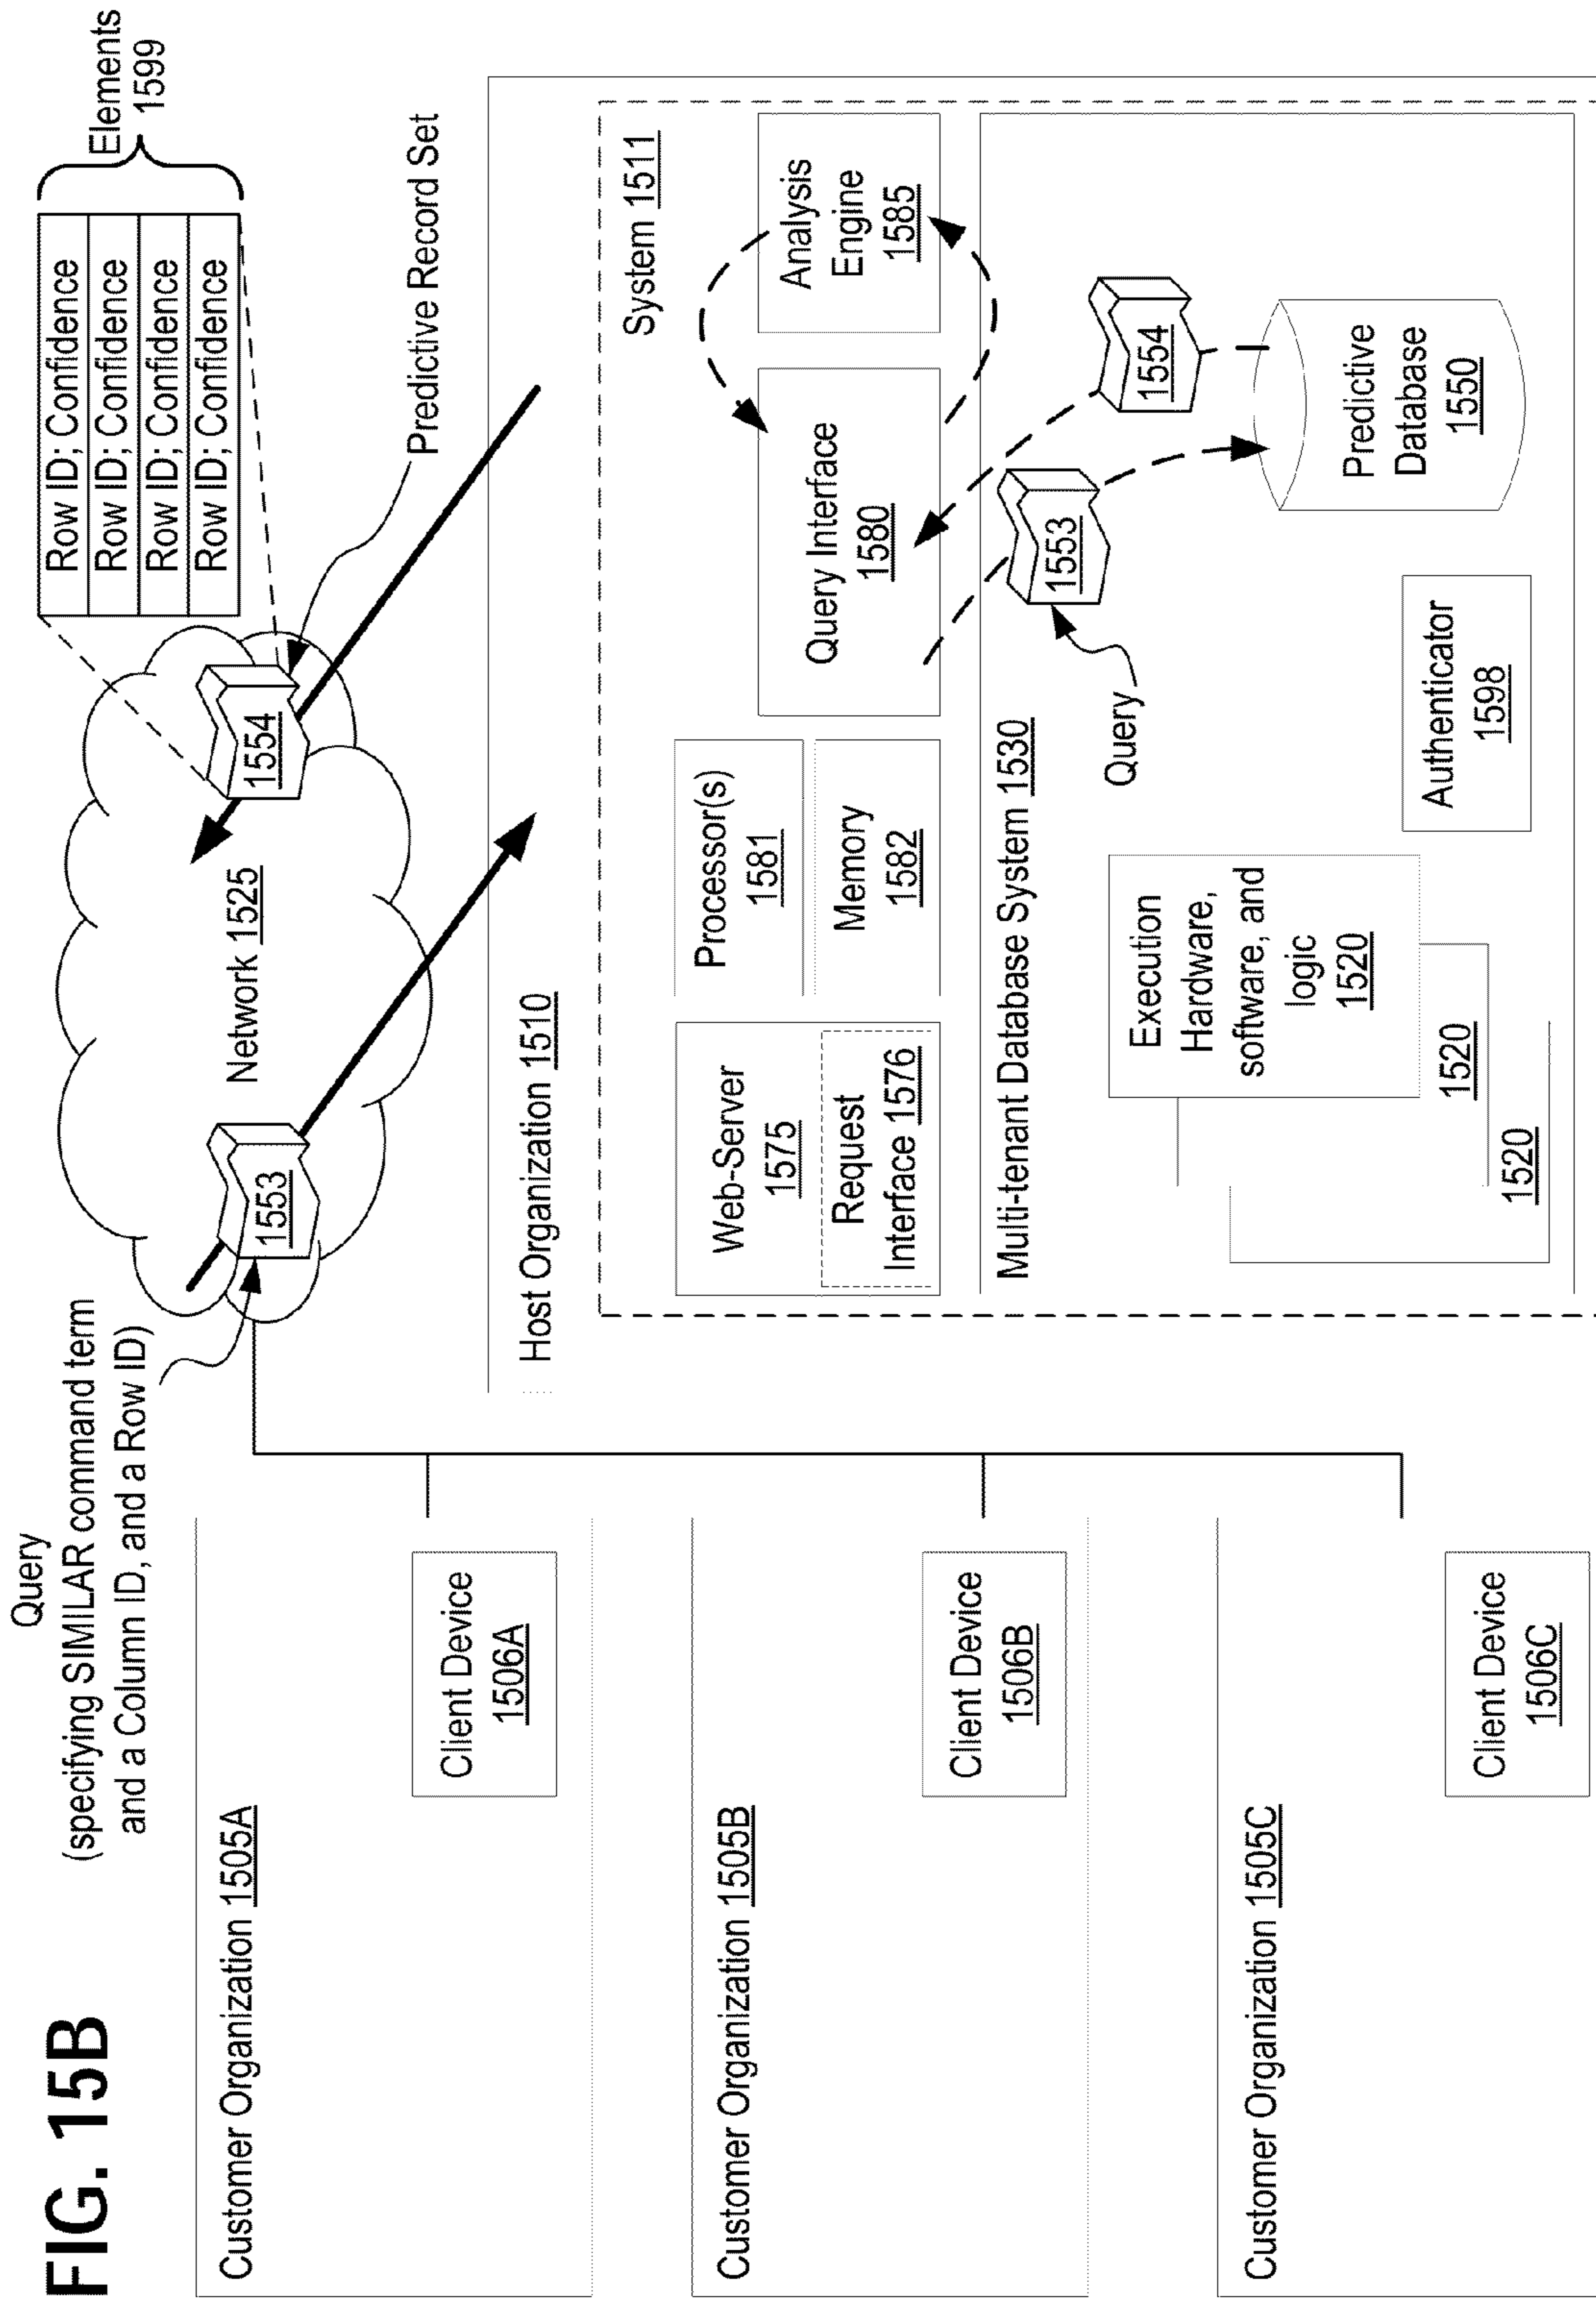 FIG. 15B
Query
(specifying SIMILAR command term
and a Column ID, and a Row ID)
Customer Organization 1505A
Client Device
1506A
Customer Organization 1505B
Client Device
1506B
Customer Organization 1505C
Client Device
1506C
1553
Network 1525
1554
Row ID; Confidence
Row ID; Confidence
Row ID; Confidence
Row ID; Confidence
Elements
1599
Predictive Record Set
Host Organization 1510
System 1511
Web-Server
1575
Request
Interface 1576
Processor(s)
1581
Memory
1582
Query Interface
1580
Analysis
Engine
1585
Multi-tenant Database System 1530
Query
1553
1554
Execution
Hardware,
software, and
logic
1520
1520
1520
Authenticator
1598
Predictive
Database
1550